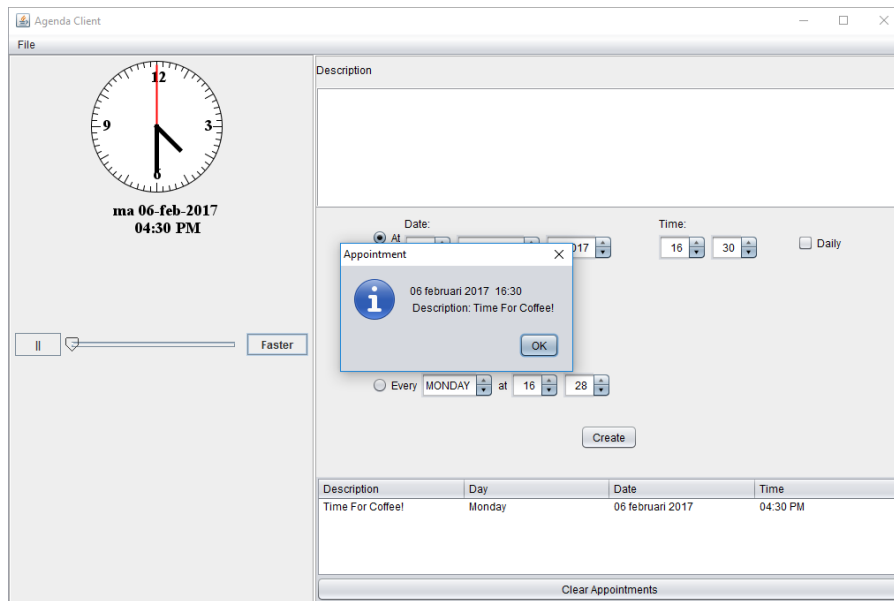 Agenda Client
File
12
9
3
6
ma 06-feb-2017
04:30 PM
||
Faster
Description
Date:
Time:
At
16
30
Daily
Appointment
06 februari 2017 16:30
Description: Time For Coffee!
OK
Every MONDAY at 16 28
Create
Description Day Date Time
Time For Coffee! Monday 06 februari 2017 04:30 PM
Clear Appointments